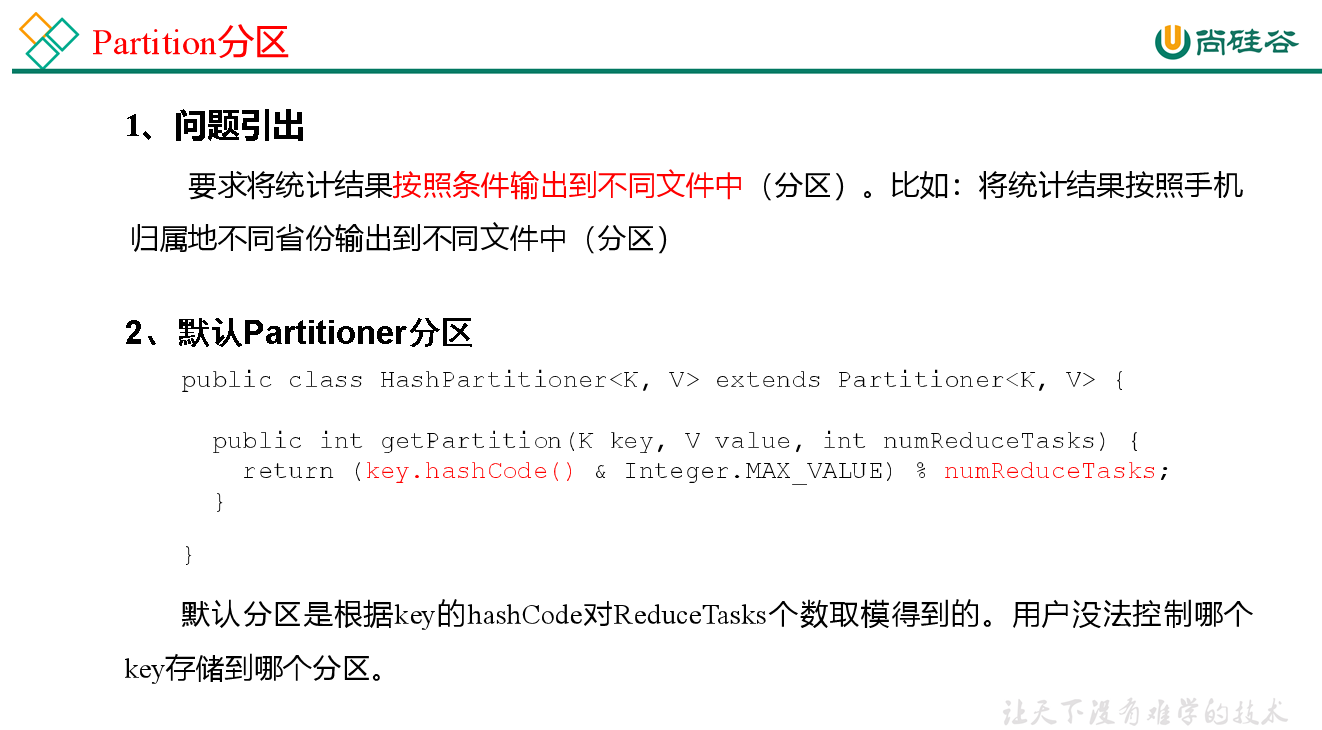 Partition分区
尚硅谷
1、问题引出
要求将统计结果按照条件输出到不同文件中（分区）。比如：将统计结果按照手机
归属地不同省份输出到不同文件中（分区）
2、默认Partitioner分区
public class HashPartitioner<K, V> extends Partitioner<K, V> {
public int getPartition(K key, V value, int numReduceTasks) {
return (key.hashCode() & Integer.MAX_VALUE) % numReduceTasks;
}
}
默认分区是根据key的hashCode对ReduceTasks个数取模得到的。用户没法控制哪个
key存储到哪个分区。
让天下没有难学的技术